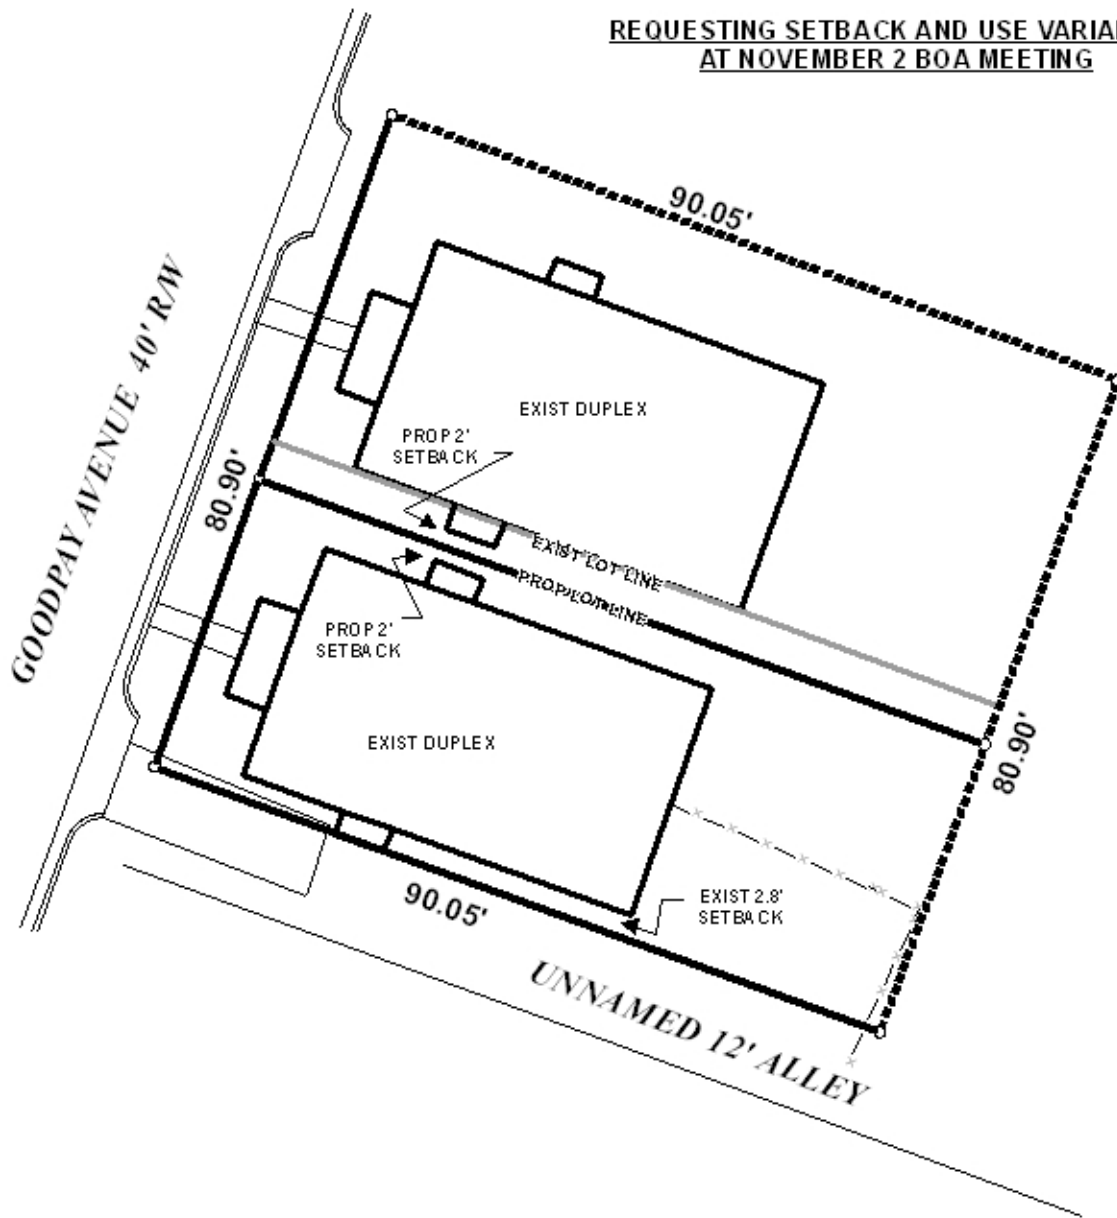 REQUESTING SETBACK AND USE
AT NOVEMBER 2 BOA MEETING
90.05'
GOODPAY AVENUE 40' R/W
EXIST DUPLEX
PROP 2'
SETBACK
80.90'
EXIST LOT LINE
PROP LOT LINE
PROP 2'
SETBACK
EXIST DUPLEX
80.90'
EXIST 2.8'
SETBACK
90.05'
UNNAMED 12' ALLEY